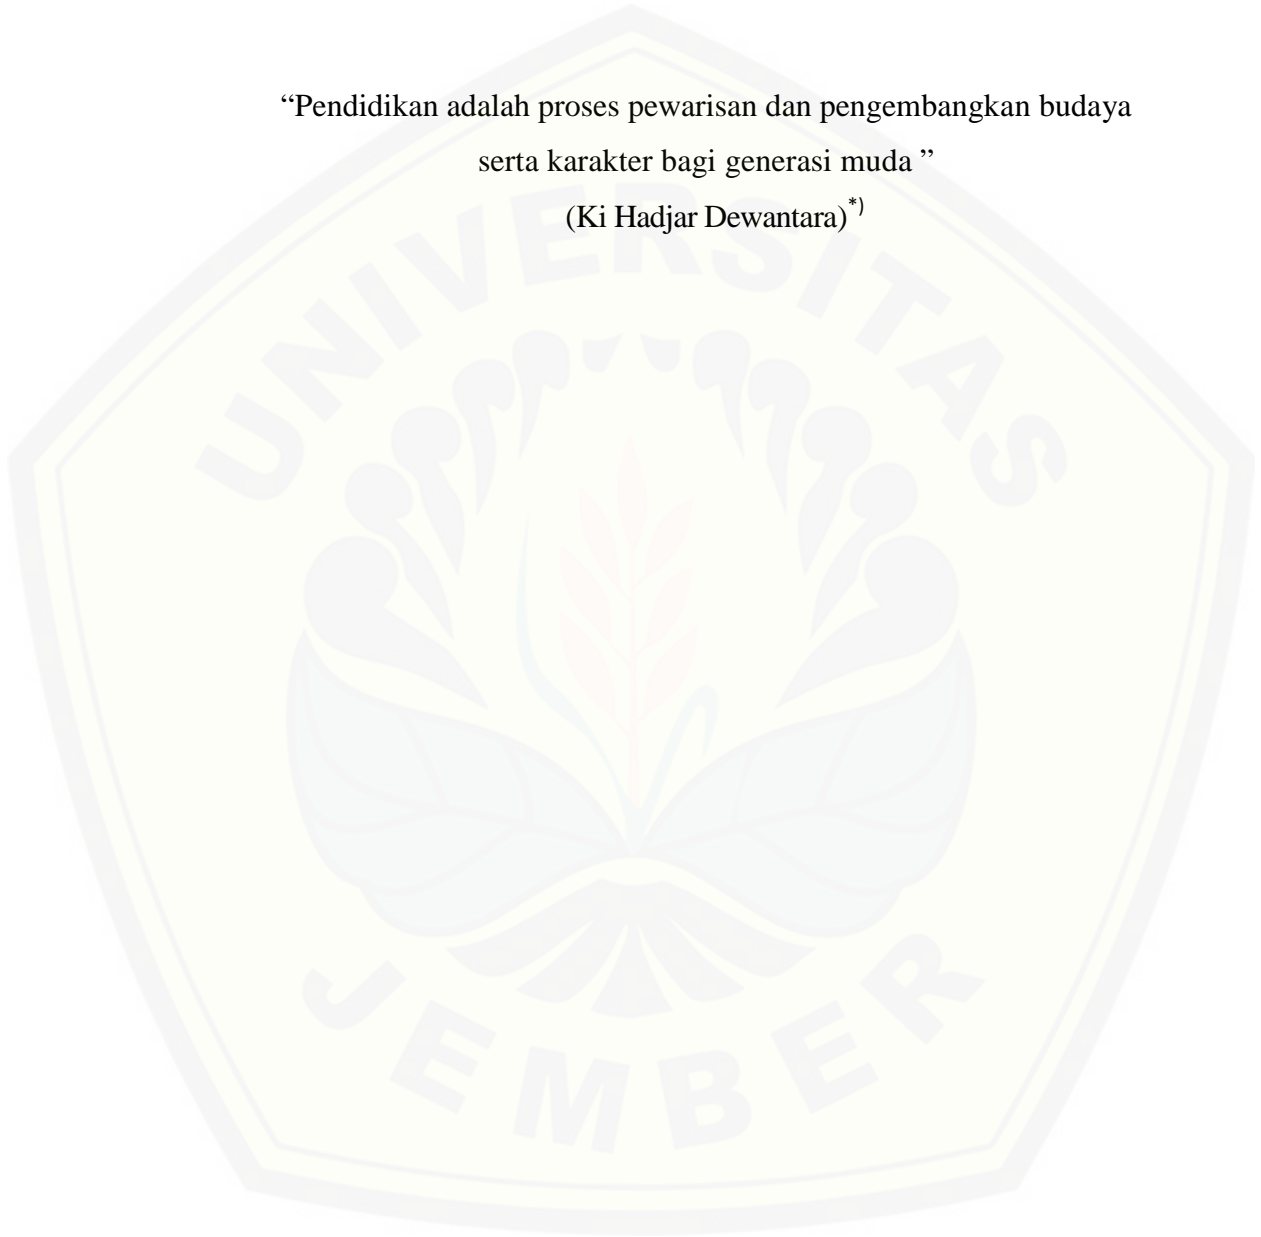 “Pendidikan adalah proses pewarisan dan pengembangkan budaya
serta karakter bagi generasi muda ”
(Ki Hadjar Dewantara)*)
UNIVERSITAS
JEMBER